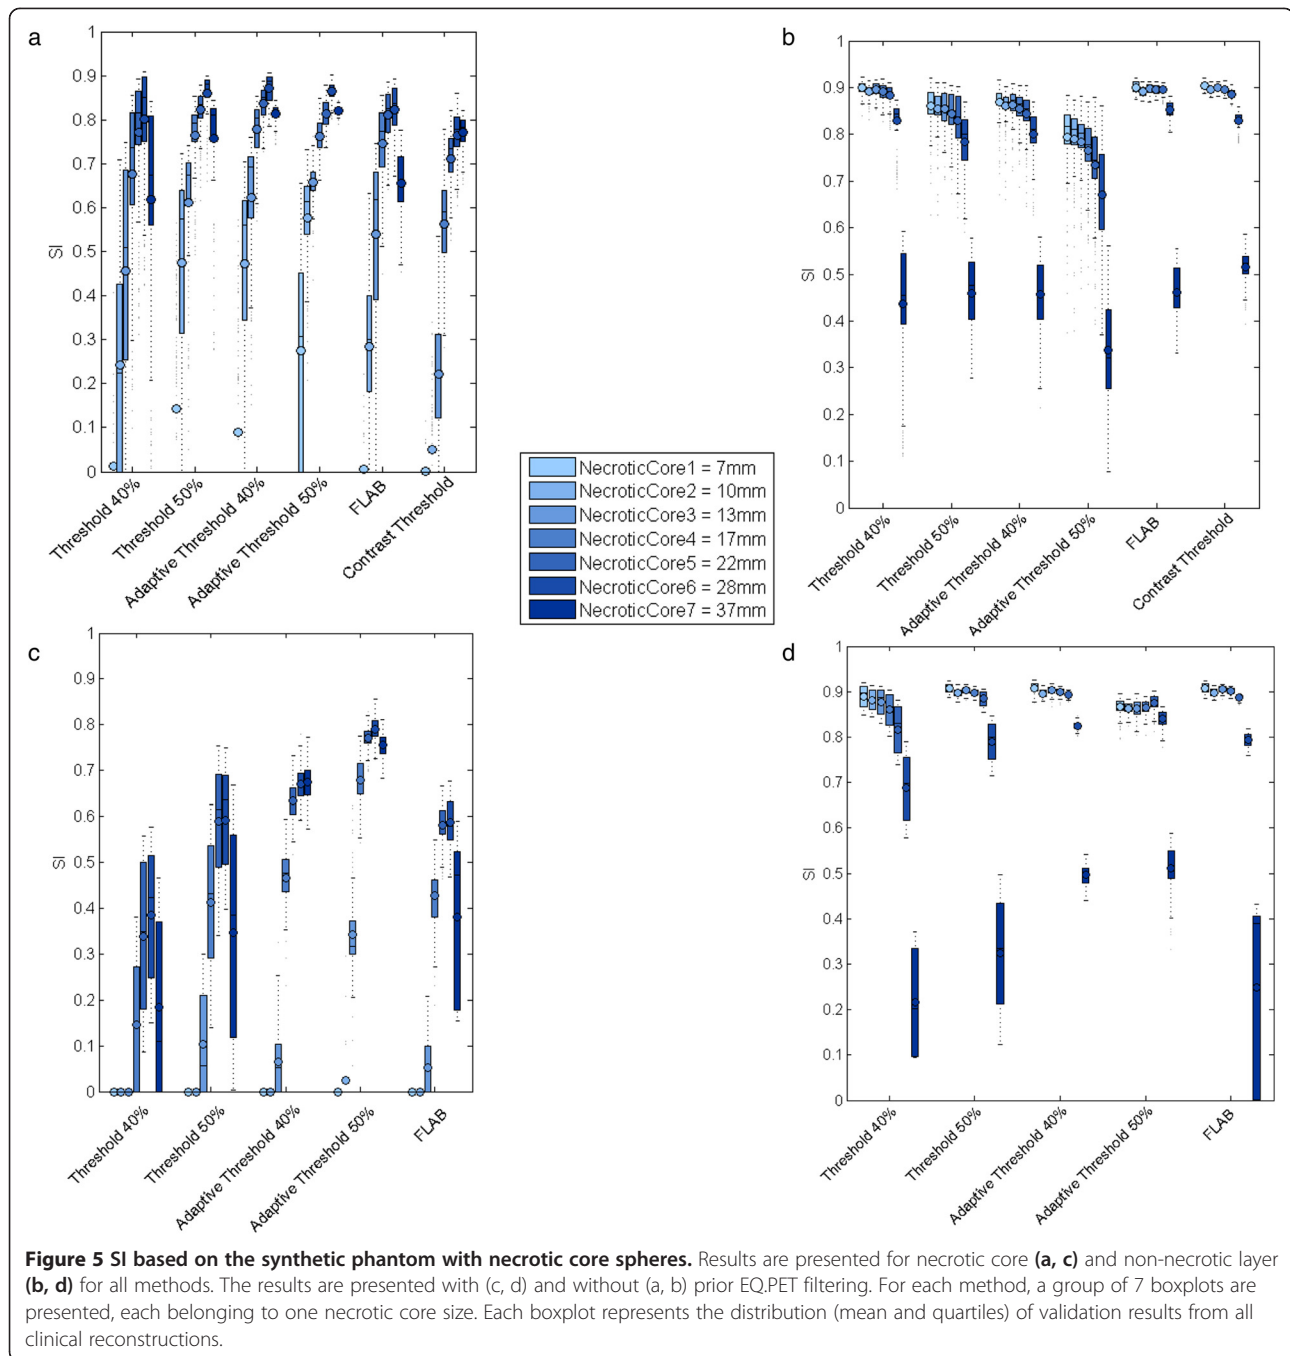 a
1
0.9
0.8
0.7
0.6
0.5
0.4
0.3
0.2
0.1
0
SI
Threshold 40%
Threshold 50%
Adaptive Threshold 40%
Adaptive Threshold 50%
FLAB
Contrast Threshold
b
1
0.9
0.8
0.7
0.6
0.5
0.4
0.3
0.2
0.1
0
SI
Threshold 40%
Threshold 50%
Adaptive Threshold 40%
Adaptive Threshold 50%
FLAB
Contrast Threshold
NecroticCore1 = 7mm
NecroticCore2 = 10mm
NecroticCore3 = 13mm
NecroticCore4 = 17mm
NecroticCore5 = 22mm
NecroticCore6 = 28mm
NecroticCore7 = 37mm
c
1
0.9
0.8
0.7
0.6
0.5
0.4
0.3
0.2
0.1
0
SI
Threshold 40%
Threshold 50%
Adaptive Threshold 40%
Adaptive Threshold 50%
FLAB
d
1
0.9
0.8
0.7
0.6
0.5
0.4
0.3
0.2
0.1
0
SI
Threshold 40%
Threshold 50%
Adaptive Threshold 40%
Adaptive Threshold 50%
FLAB
Figure 5 SI based on the synthetic phantom with necrotic core spheres. Results are presented for necrotic core (a, c) and non-necrotic layer
(b, d) for all methods. The results are presented with (c, d) and without (a, b) prior EQ.PET filtering. For each method, a group of 7 boxplots are
presented, each belonging to one necrotic core size. Each boxplot represents the distribution (mean and quartiles) of validation results from all
clinical reconstructions.